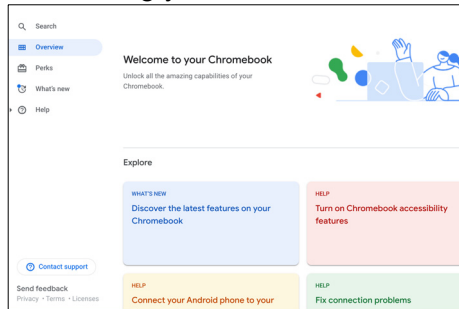 Search
Overview
Perks
What's new
Help
Contact support
Send feedback
Privacy • Terms • Licenses
Welcome to your Chromebook
Unlock all the amazing capabilities of your
Chromebook.
Explore
WHAT'S NEW
Discover the latest features on your
Chromebook
HELP
Turn on Chromebook accessibility
features
HELP
Connect your Android phone to your
HELP
Fix connection problems